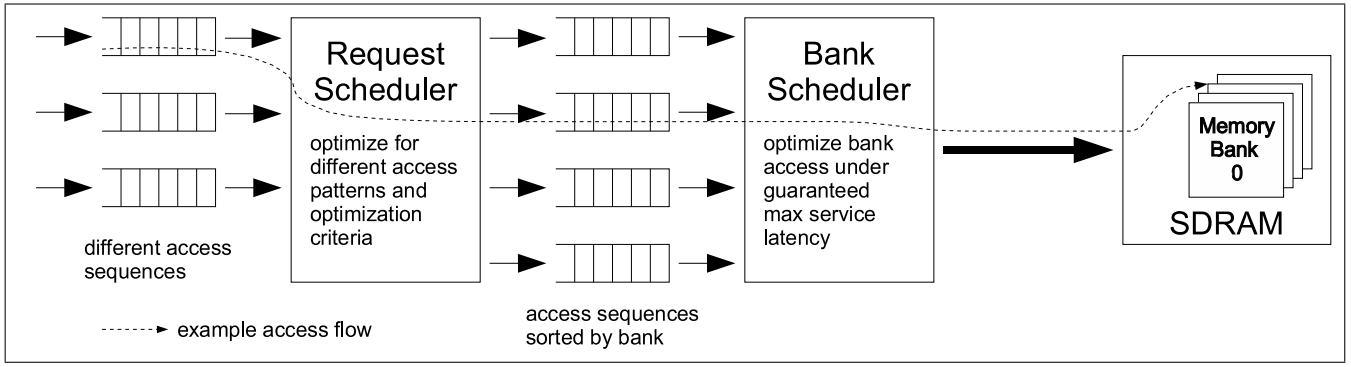 Request
Scheduler
optimize for
different access
patterns and
optimization
criteria
different access
sequences
example access flow
access sequences
sorted by bank
Bank
Scheduler
optimize bank
access under
guaranteed
max service
latency
Memory
Bank
0
SDRAM